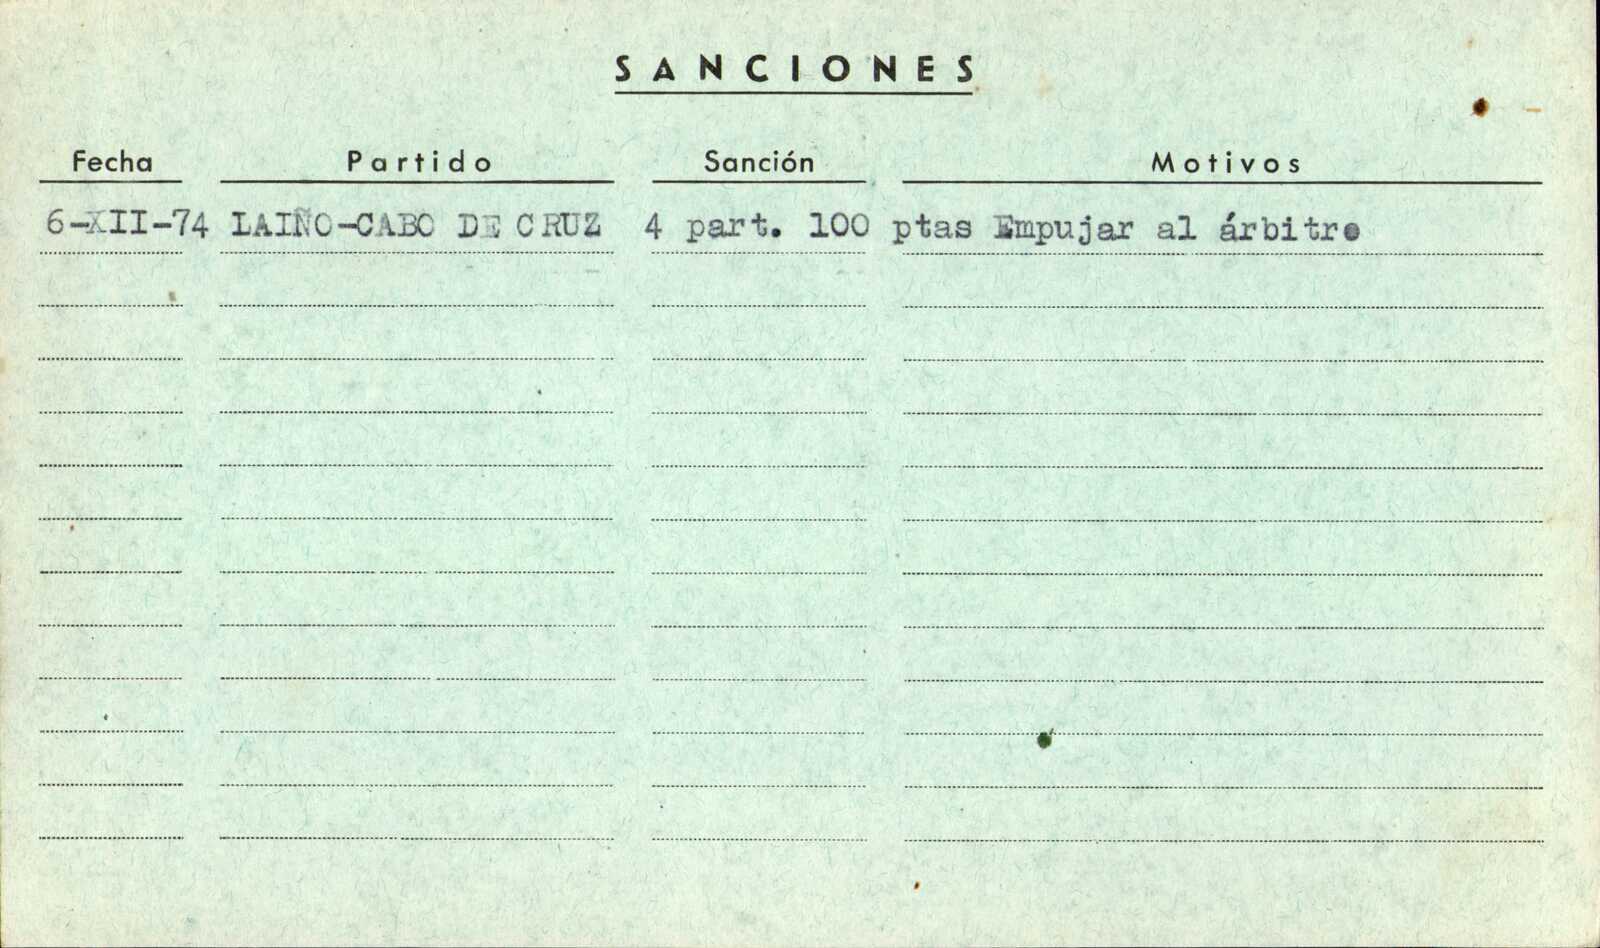 SANCIONES
Fecha Partido Sanción Motivos
6-XII-74 LAIÑO-CABO DE CRUZ 4 part. 100 ptas Empujar al árbitro